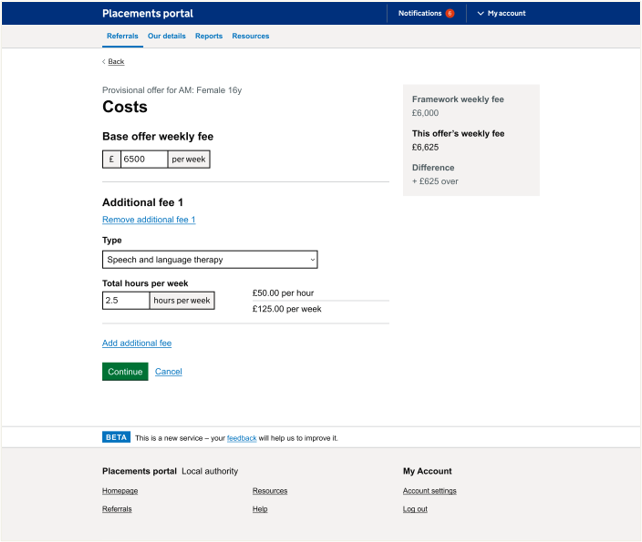 Placements portal
Notifications 6
My account
Referrals Our details Reports Resources
Back
Provisional offer for AM: Female 16y
Costs
Base offer weekly fee
£ 6500 per week
Additional fee 1
Remove additional fee 1
Type
Speech and language therapy
Total hours per week
2.5 hours per week
£50.00 per hour
£125.00 per week
Add additional fee
Continue Cancel
Framework weekly fee
£6,000
This offer's weekly fee
£6,625
Difference
+ £625 over
BETA This is a new service – your feedback will help us to improve it.
Placements portal Local authority
Homepage
Referrals
Resources
Help
My Account
Account settings
Log out